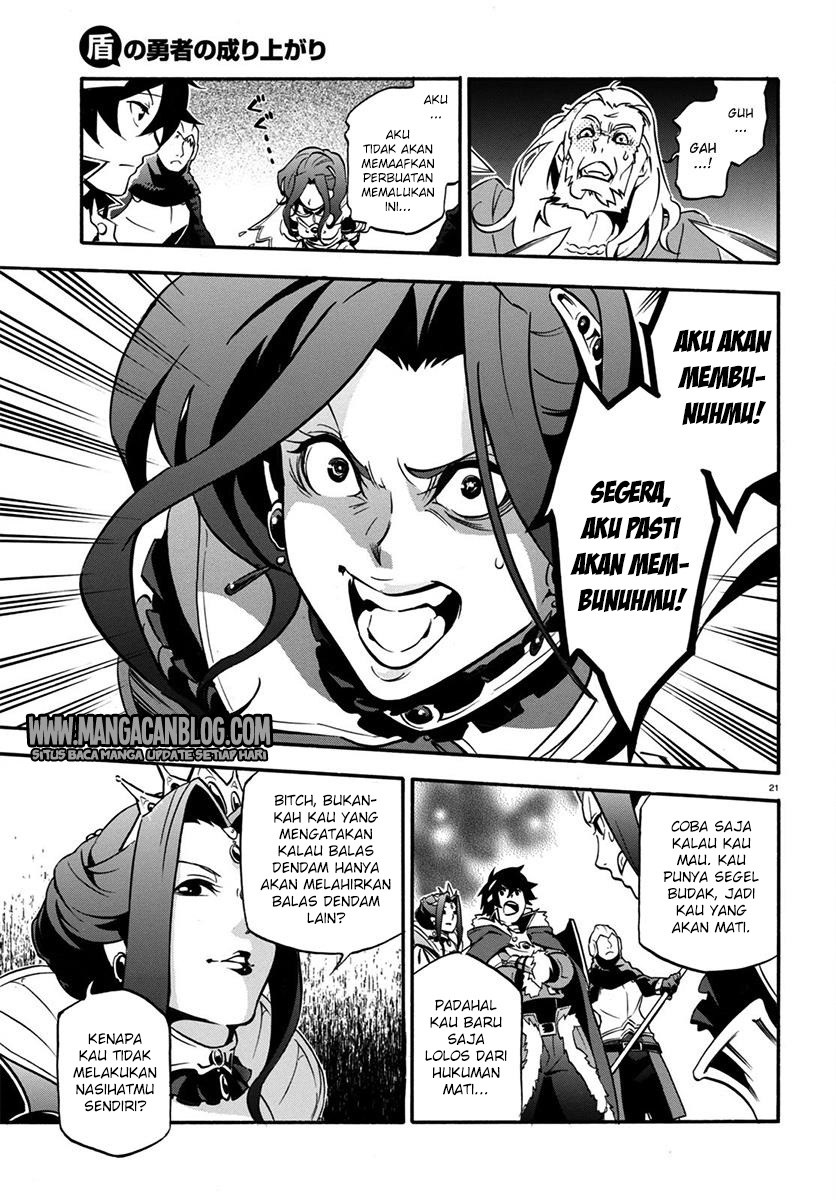 盾の勇者の成り上がり
GUH
...
GAH
...!
AKU
...
AKU
TIDAK AKAN
MEMAAFKAN
PERBUATAN
MEMALUKAN
INI...
ぐぐぐ
AKU AKAN
MEMBU-
NUHMU!
SEGERA,
AKU PASTI
AKAN MEM-
BUNUHMU!
WWW.MANGACANBLOG.COM
SITUS BACA MANGA UPDATE SETIAP HARI
21
COBA SAJA
KALAU KAU
MAU. KAU
PUNYA SEGEL
BUDAK, JADI
KAU YANG
AKAN MATI.
PADAHAL
KAU BARU
SAJA
LOLOS DARI
HUKUMAN
MATI...
BITCH, BUKAN-
KAH KAU YANG
MENGATAKAN
KALAU BALAS
DENDAM HANYA
AKAN MELAHIRKAN
BALAS DENDAM
LAIN?
KENAPA
KAU TIDAK
MELAKUKAN
NASIHATMU
SENDIRI?